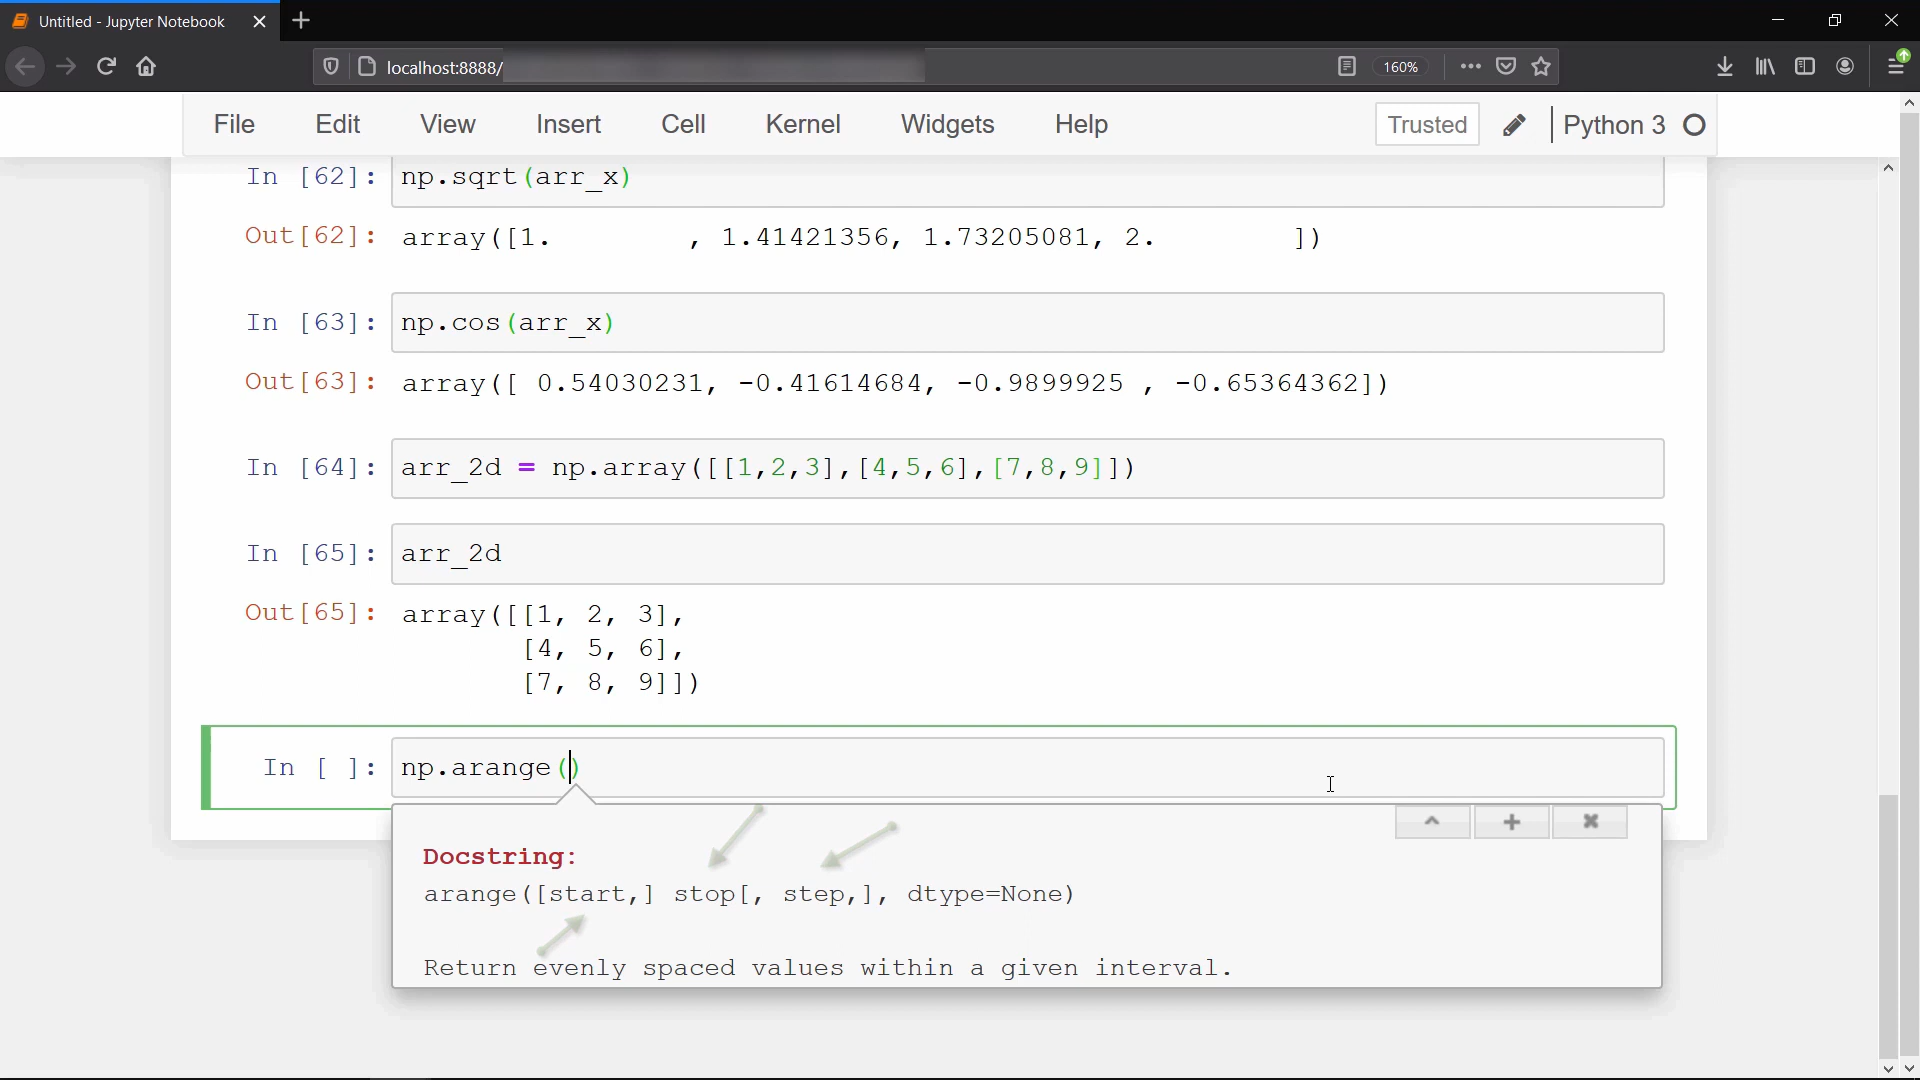 Untitled - Jupyter Notebook
localhost:8888/
160%
File Edit View Insert Cell Kernel Widgets Help Trusted Python 3
In [62]: np.sqrt(arr_x)
Out[62]: array([1.        , 1.41421356, 1.73205081, 2.        ])
In [63]: np.cos(arr_x)
Out[63]: array([ 0.54030231, -0.41614684, -0.9899925 , -0.65364362])
In [64]: arr_2d = np.array([[1,2,3],[4,5,6],[7,8,9]])
In [65]: arr_2d
Out[65]: array([[1, 2, 3],
[4, 5, 6],
[7, 8, 9]])
In [ ]: np.arange()
Docstring:
arange([start,] stop[, step,], dtype=None)
Return evenly spaced values within a given interval.